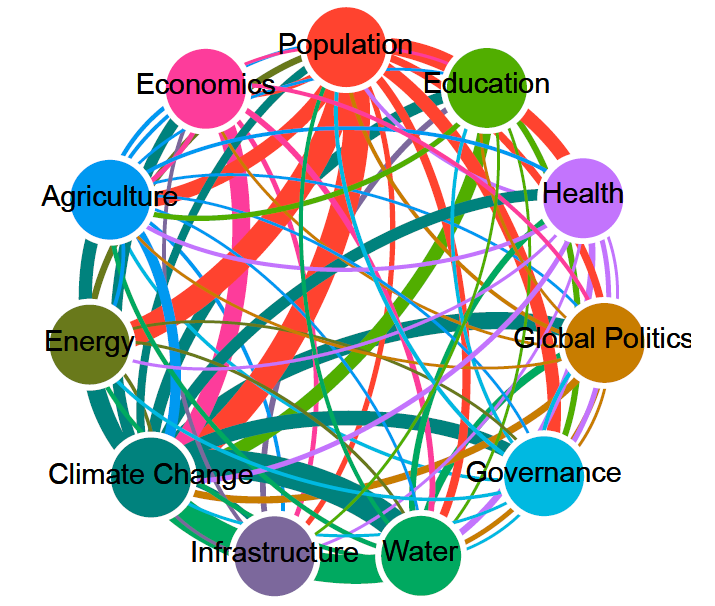 Population
Economics
Education
Agriculture
Health
Energy
Global Politics
Climate Change
Governance
Infrastructure
Water